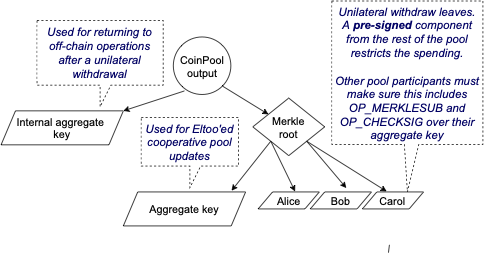 Used for returning to
off-chain operations
after a unilateral
withdrawal
CoinPool
output
Unilateral withdraw leaves.
A pre-signed component
from the rest of the pool
restricts the spending.
Other pool participants must
make sure this includes
OP_MERKLESUB and
OP_CHECKSIG over their
aggregate key
Internal aggregate
key
Used for Eltoo'ed
cooperative pool
updates
Merkle
root
Aggregate key
Alice
Bob
Carol